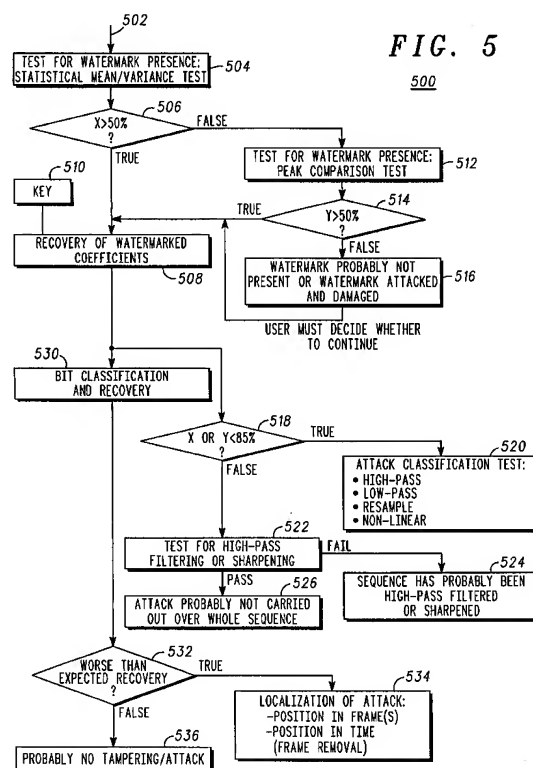 502
FIG. 5
500
TEST FOR WATERMARK PRESENCE:
STATISTICAL MEAN/VARIANCE TEST
504
X>50%
?
506
FALSE
TRUE
510
KEY
TEST FOR WATERMARK PRESENCE:
PEAK COMPARISON TEST
512
Y>50%
?
514
TRUE
FALSE
RECOVERY OF WATERMARKED
COEFFICIENTS
508
WATERMARK PROBABLY NOT
PRESENT OR WATERMARK ATTACKED
AND DAMAGED
516
USER MUST DECIDE WHETHER
TO CONTINUE
530
BIT CLASSIFICATION
AND RECOVERY
518
X OR Y<85%
?
TRUE
FALSE
520
ATTACK CLASSIFICATION TEST:
• HIGH-PASS
• LOW-PASS
• RESAMPLE
• NON-LINEAR
522
TEST FOR HIGH-PASS
FILTERING OR SHARPENING
FAIL
PASS
524
SEQUENCE HAS PROBABLY BEEN
HIGH-PASS FILTERED
OR SHARPENED
526
ATTACK PROBABLY NOT CARRIED
OUT OVER WHOLE SEQUENCE
532
WORSE THAN
EXPECTED RECOVERY
?
TRUE
FALSE
534
LOCALIZATION OF ATTACK:
-POSITION IN FRAME(S)
-POSITION IN TIME
(FRAME REMOVAL)
536
PROBABLY NO TAMPERING/ATTACK